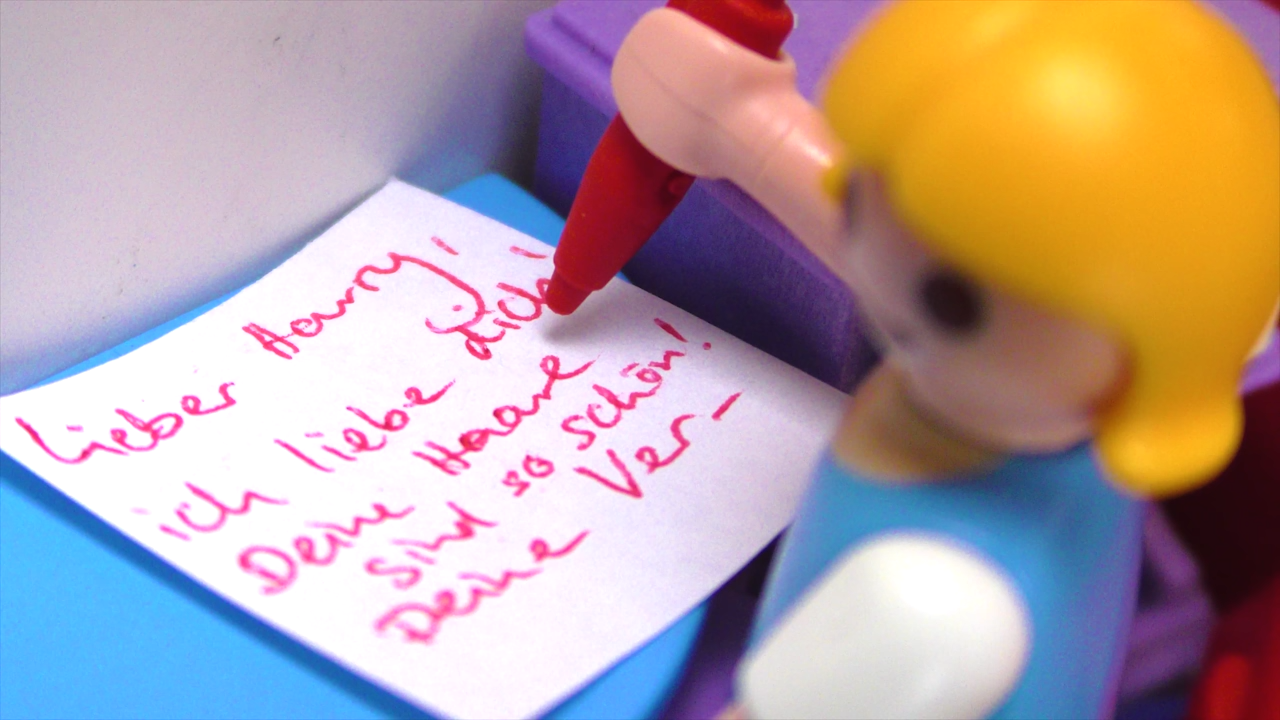 Lieber Harry!
ich liebe dich!
Deine Haare
sind so schön!
Deine Ver-